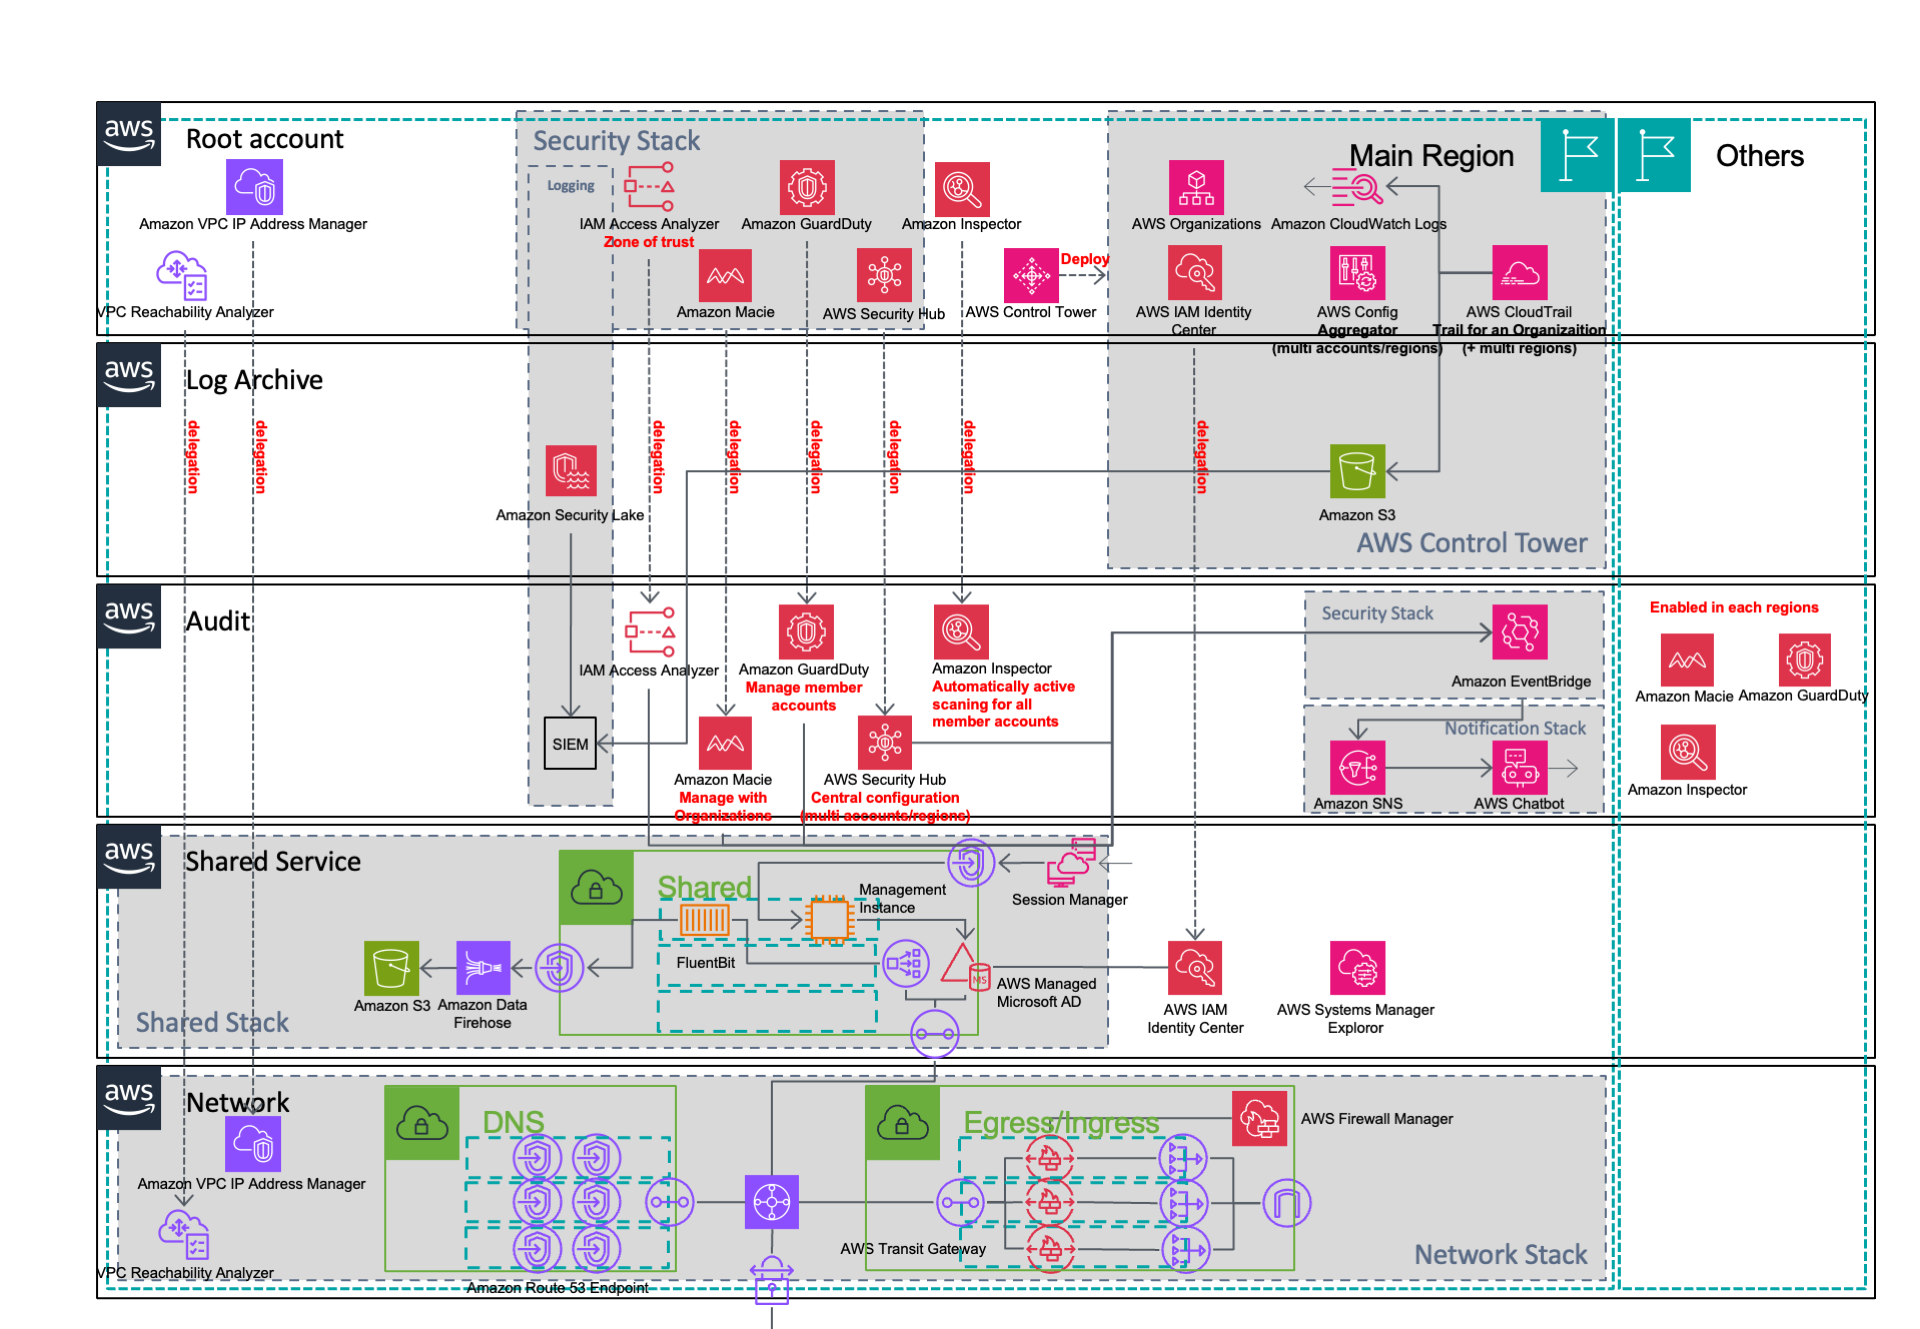 aws
Root account
Security Stack
Main Region
Others
Logging
Amazon VPC IP Address Manager
IAM Access Analyzer
Zone of trust
Amazon GuardDuty
Amazon Inspector
AWS Organizations
Amazon CloudWatch Logs
Deploy
VPC Reachability Analyzer
Amazon Macie
AWS Security Hub
AWS Control Tower
AWS IAM Identity
Center
AWS Config
Aggregator
(multi accounts/regions)
AWS CloudTrail
Trail for an Organizaition
(+ multi regions)
aws
Log Archive
delegation
delegation
delegation
delegation
delegation
delegation
delegation
delegation
Amazon Security Lake
Amazon S3
AWS Control Tower
aws
Audit
IAM Access Analyzer
Amazon GuardDuty
Manage member
accounts
Amazon Inspector
Automatically active
scaning for all
member accounts
Security Stack
Amazon EventBridge
Enabled in each regions
Amazon Macie
Amazon GuardDuty
SIEM
Amazon Macie
Manage with
Organizations
AWS Security Hub
Central configuration
(multi accounts/regions)
Notification Stack
Amazon SNS
AWS Chatbot
Amazon Inspector
aws
Shared Service
Shared
Management
Instance
Session Manager
FluentBit
MS
AWS Managed
Microsoft AD
Amazon S3
Amazon Data
Firehose
Shared Stack
AWS IAM
Identity Center
AWS Systems Manager
Exploror
aws
Network
DNS
Egress/Ingress
AWS Firewall Manager
Amazon VPC IP Address Manager
AWS Transit Gateway
Network Stack
VPC Reachability Analyzer
Amazon Route 53 Endpoint